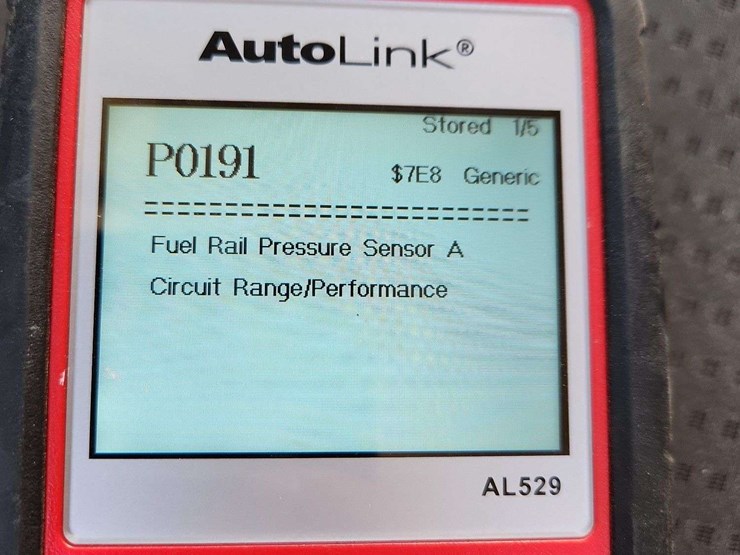 AutoLink®
Stored 1/5
P0191
$7E8 Generic
==============================
Fuel Rail Pressure Sensor A
Circuit Range/Performance
AL529